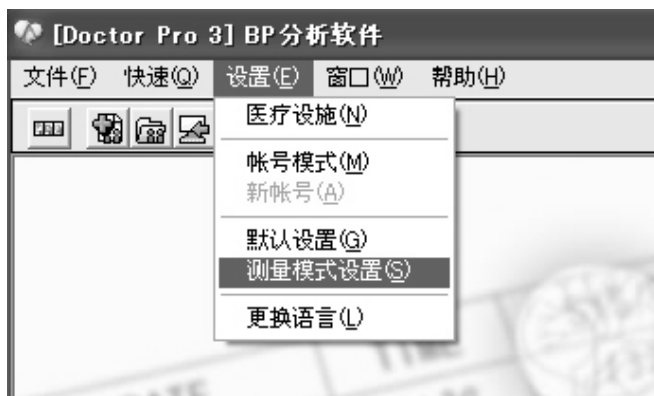 [Doctor Pro 3] BP分析软件
文件(F) 快速(Q) 设置(E) 窗口(W) 帮助(H)
医疗设施(N)
帐号模式(M)
新帐号(A)
默认设置(G)
测量模式设置(S)
更换语言(L)
TIME